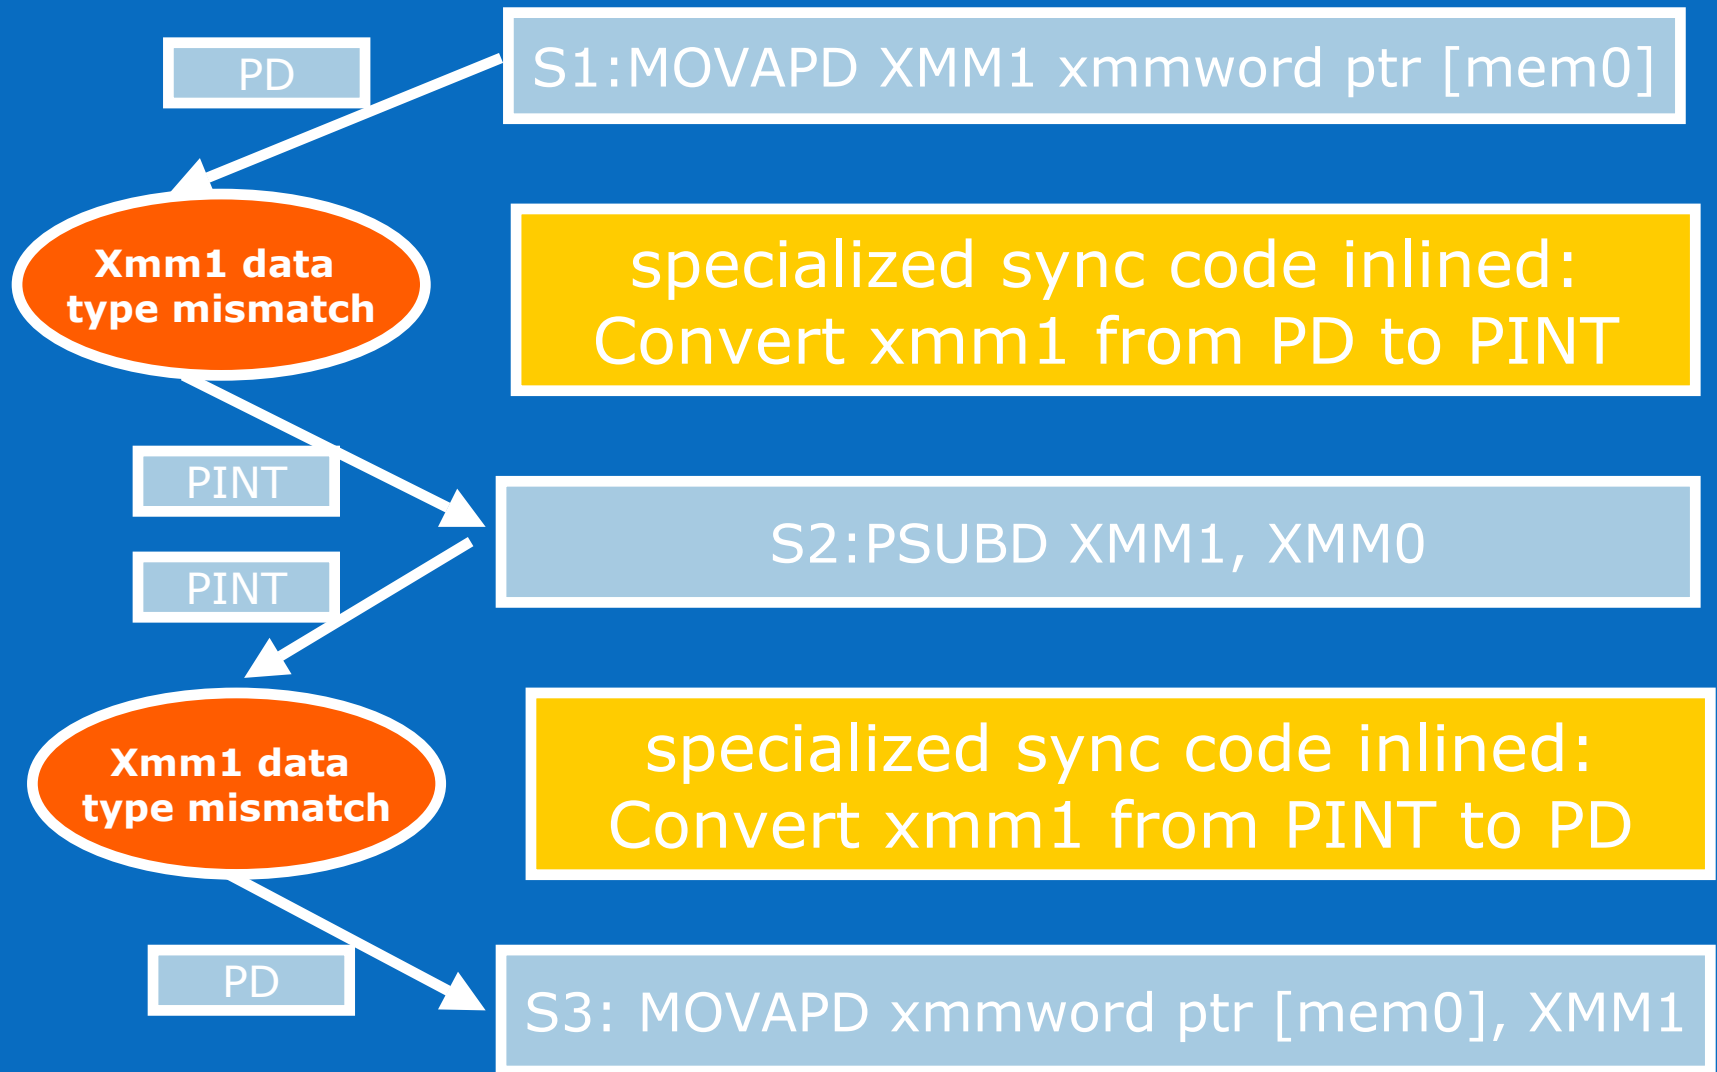 PD
S1:MOVAPD XMM1 xmmword ptr [mem0]
Xmm1 data
type mismatch
specialized sync code inlined:
Convert xmm1 from PD to PINT
PINT
S2:PSUBD XMM1, XMM0
PINT
Xmm1 data
type mismatch
specialized sync code inlined:
Convert xmm1 from PINT to PD
PD
S3: MOVAPD xmmword ptr [mem0], XMM1